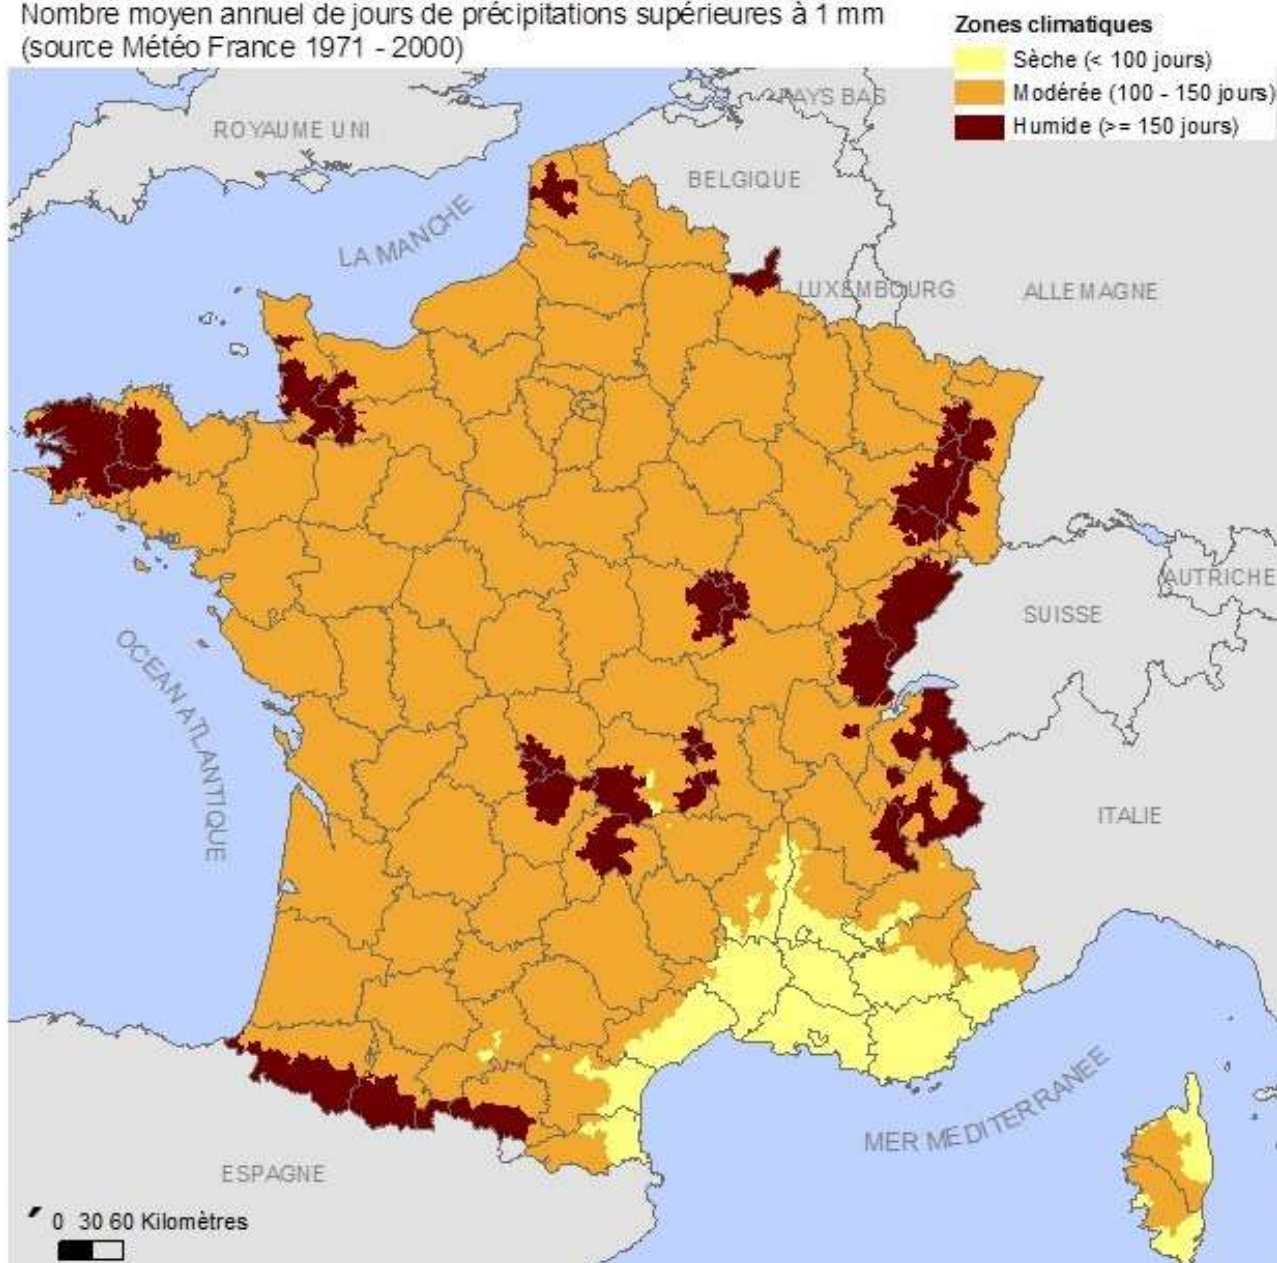 Nombre moyen annuel de jours de précipitations supérieures à 1 mm
(source Météo France 1971 - 2000)
Zones climatiques
Sèche (< 100 jours)
Modérée (100 - 150 jours)
Humide (>= 150 jours)
PAYS BAS
ROYAUME UNI
BELGIQUE
LA MANCHE
LUXEMBOURG
ALLEMAGNE
AUTRICHE
SUISSE
OCEAN ATLANTIQUE
ITALIE
MER MEDITERRANEE
ESPAGNE
0 30 60 Kilomètres